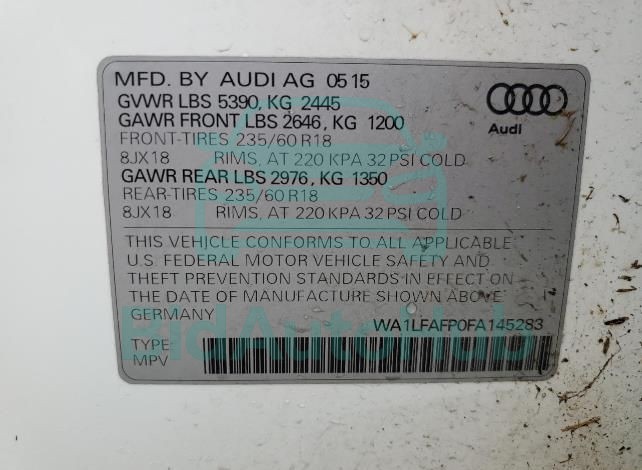 MFD. BY AUDI AG 05 15
GVWR LBS 5390, KG 2445
GAWR FRONT LBS 2646, KG 1200
FRONT-TIRES 235/60 R18
8JX18 RIMS, AT 220 KPA 32 PSI COLD
GAWR REAR LBS 2976, KG 1350
REAR-TIRES 235/60 R18
8JX18 RIMS, AT 220 KPA 32 PSI COLD
Audi
THIS VEHICLE CONFORMS TO ALL APPLICABLE
U.S. FEDERAL MOTOR VEHICLE SAFETY AND
THEFT PREVENTION STANDARDS IN EFFECT ON
THE DATE OF MANUFACTURE SHOWN ABOVE
GERMANY
WA1LFAFP0FA145283
TYPE:
MPV
BidAutoHub